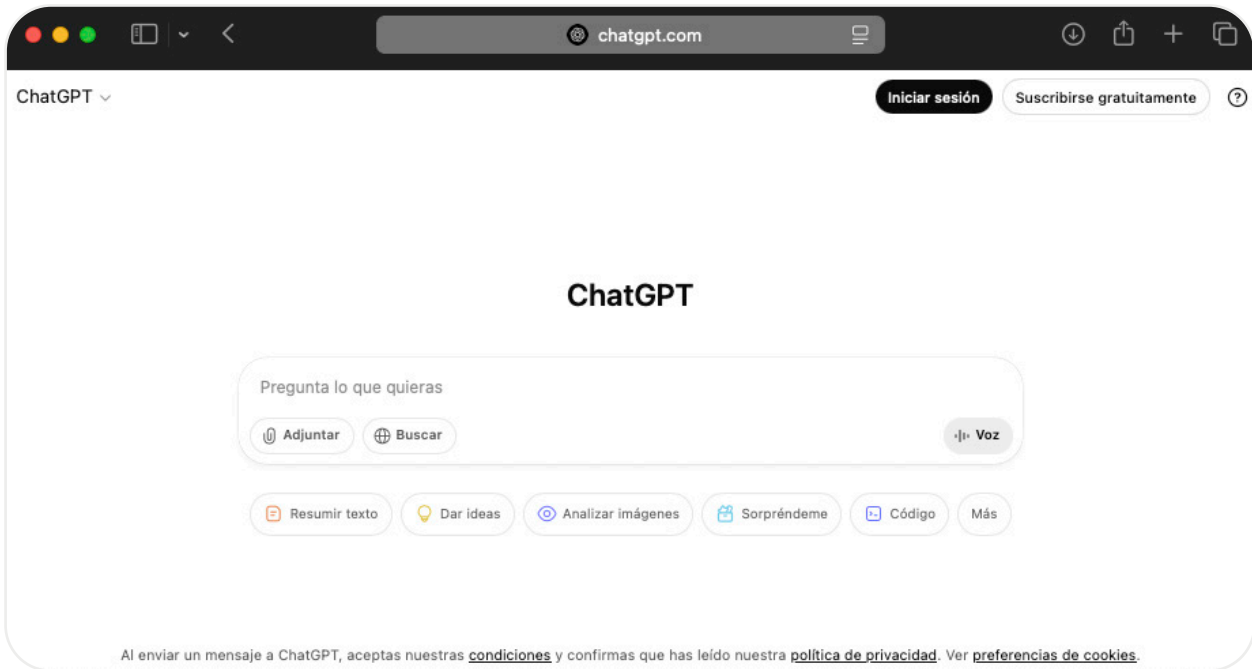 chatgpt.com
ChatGPT
Iniciar sesión
Suscribirse gratuitamente
ChatGPT
Pregunta lo que quieras
Adjuntar
Buscar
Voz
Resumir texto
Dar ideas
Analizar imágenes
Sorpréndeme
Código
Más
Al enviar un mensaje a ChatGPT, aceptas nuestras condiciones y confirmas que has leído nuestra política de privacidad. Ver preferencias de cookies.